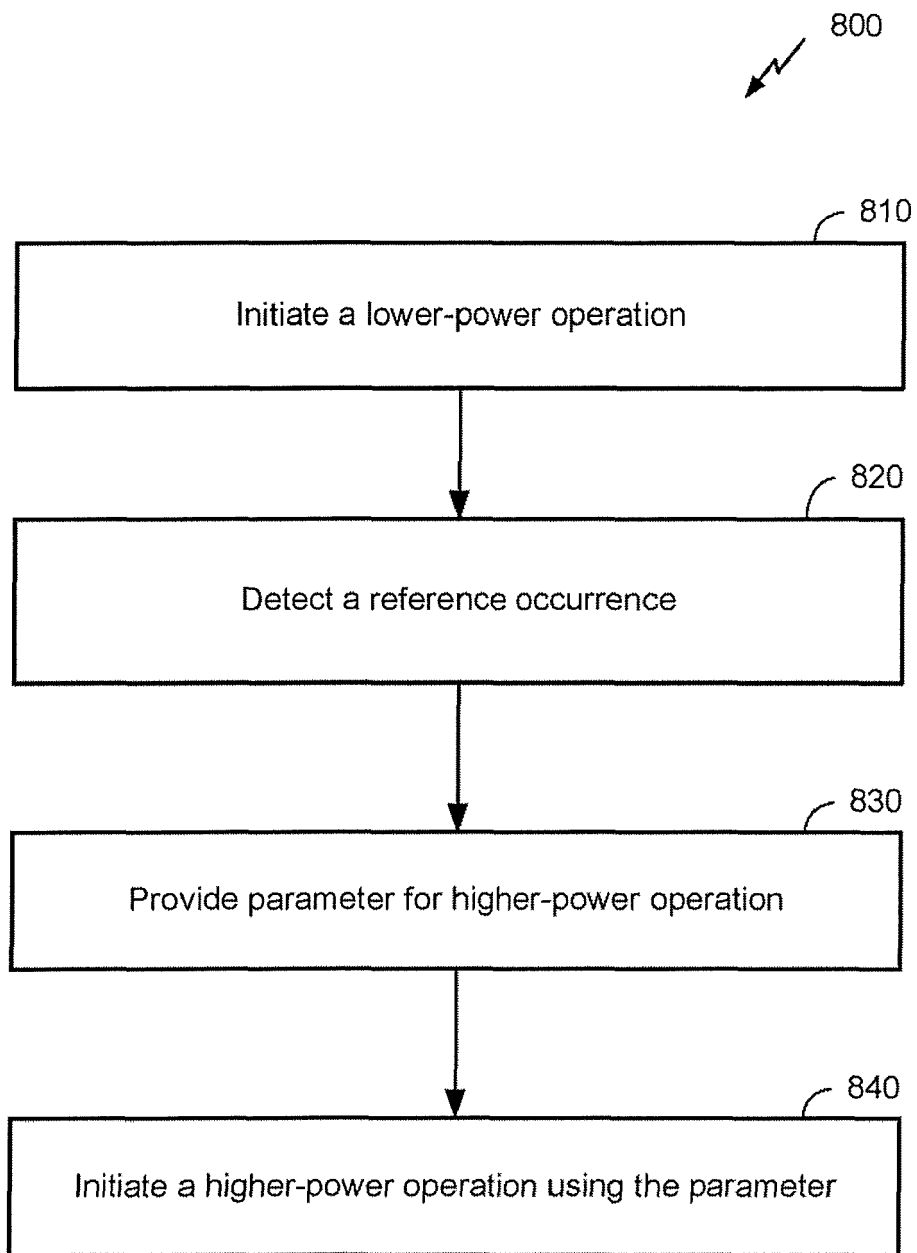 800
810
Initiate a lower-power operation
820
Detect a reference occurrence
830
Provide parameter for higher-power operation
840
Initiate a higher-power operation using the parameter